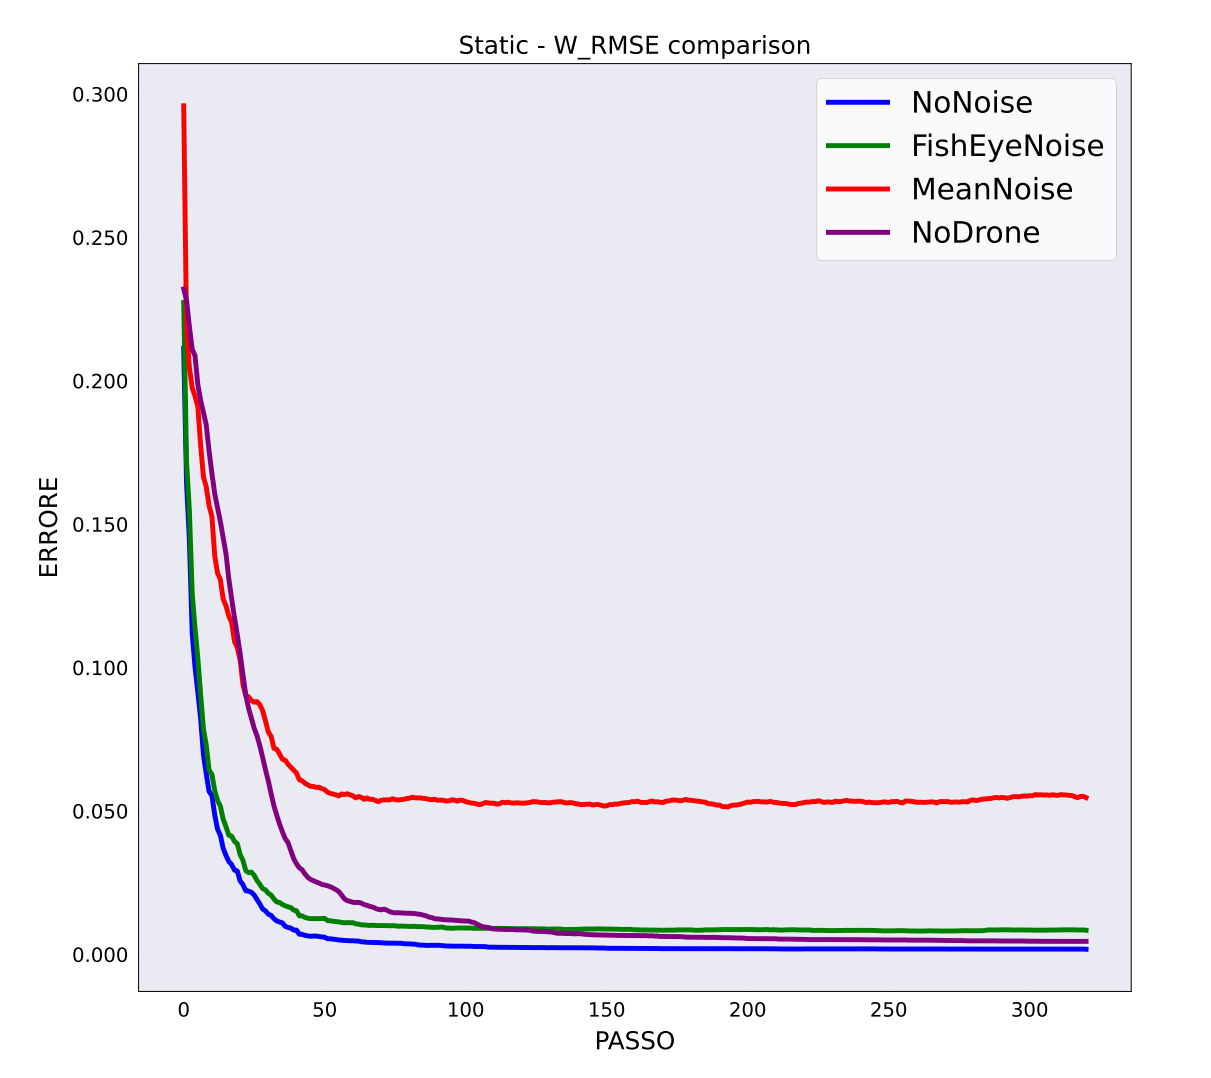 Static - W_RMSE comparison
NoNoise
FishEyeNoise
MeanNoise
NoDrone
0.300
0.250
0.200
0.150
0.100
0.050
0.000
ERRORE
0 50 100 150 200 250 300
PASSO